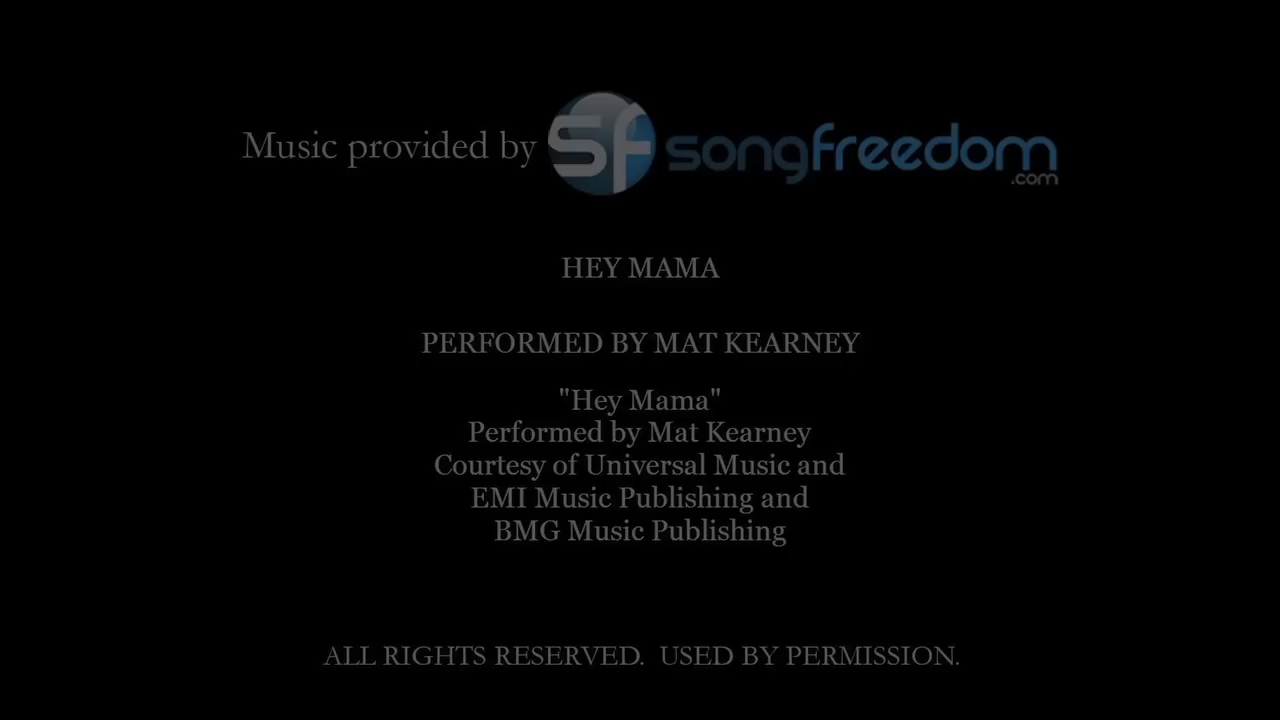 Music provided by SF songfreedom
.com
HEY MAMA
PERFORMED BY MAT KEARNEY
"Hey Mama"
Performed by Mat Kearney
Courtesy of Universal Music and
EMI Music Publishing and
BMG Music Publishing
ALL RIGHTS RESERVED.  USED BY PERMISSION.